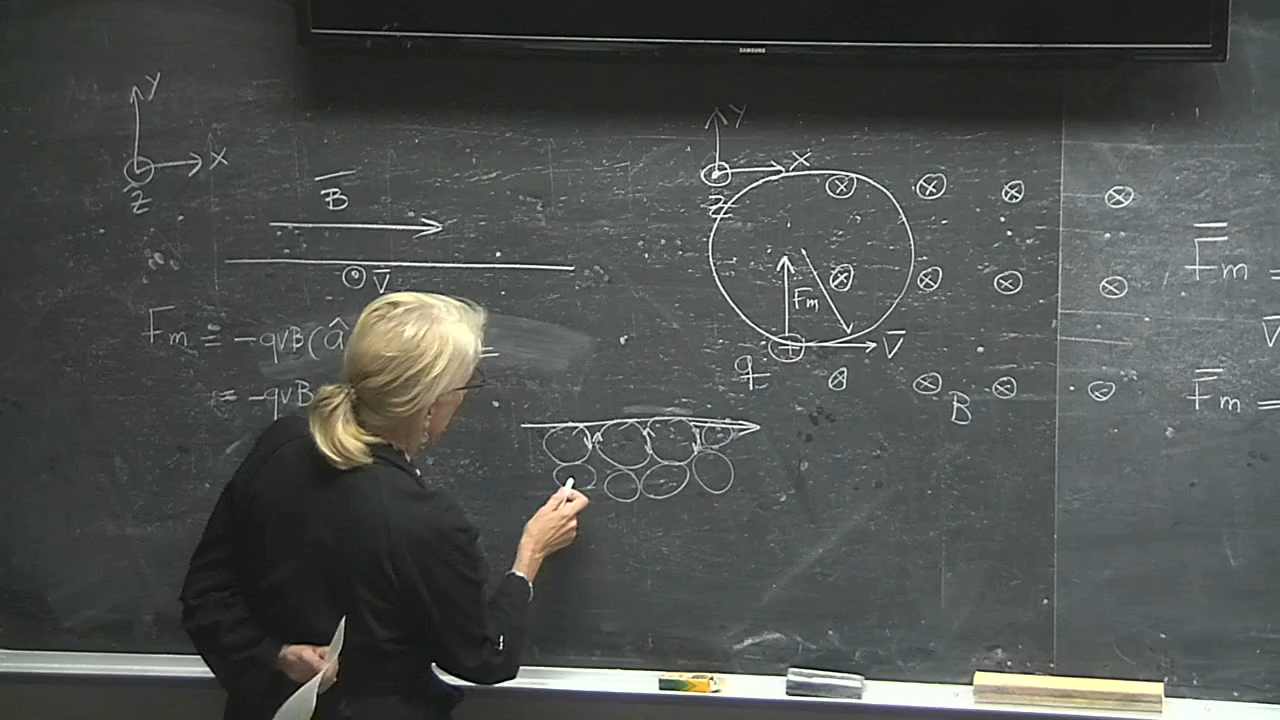 SAMSUNG
Y
X
Z
B
v
Fm = -qvB(â =
= -qvB
Y
X
Z
Fm
v
q
B
Fm =
v
Fm =